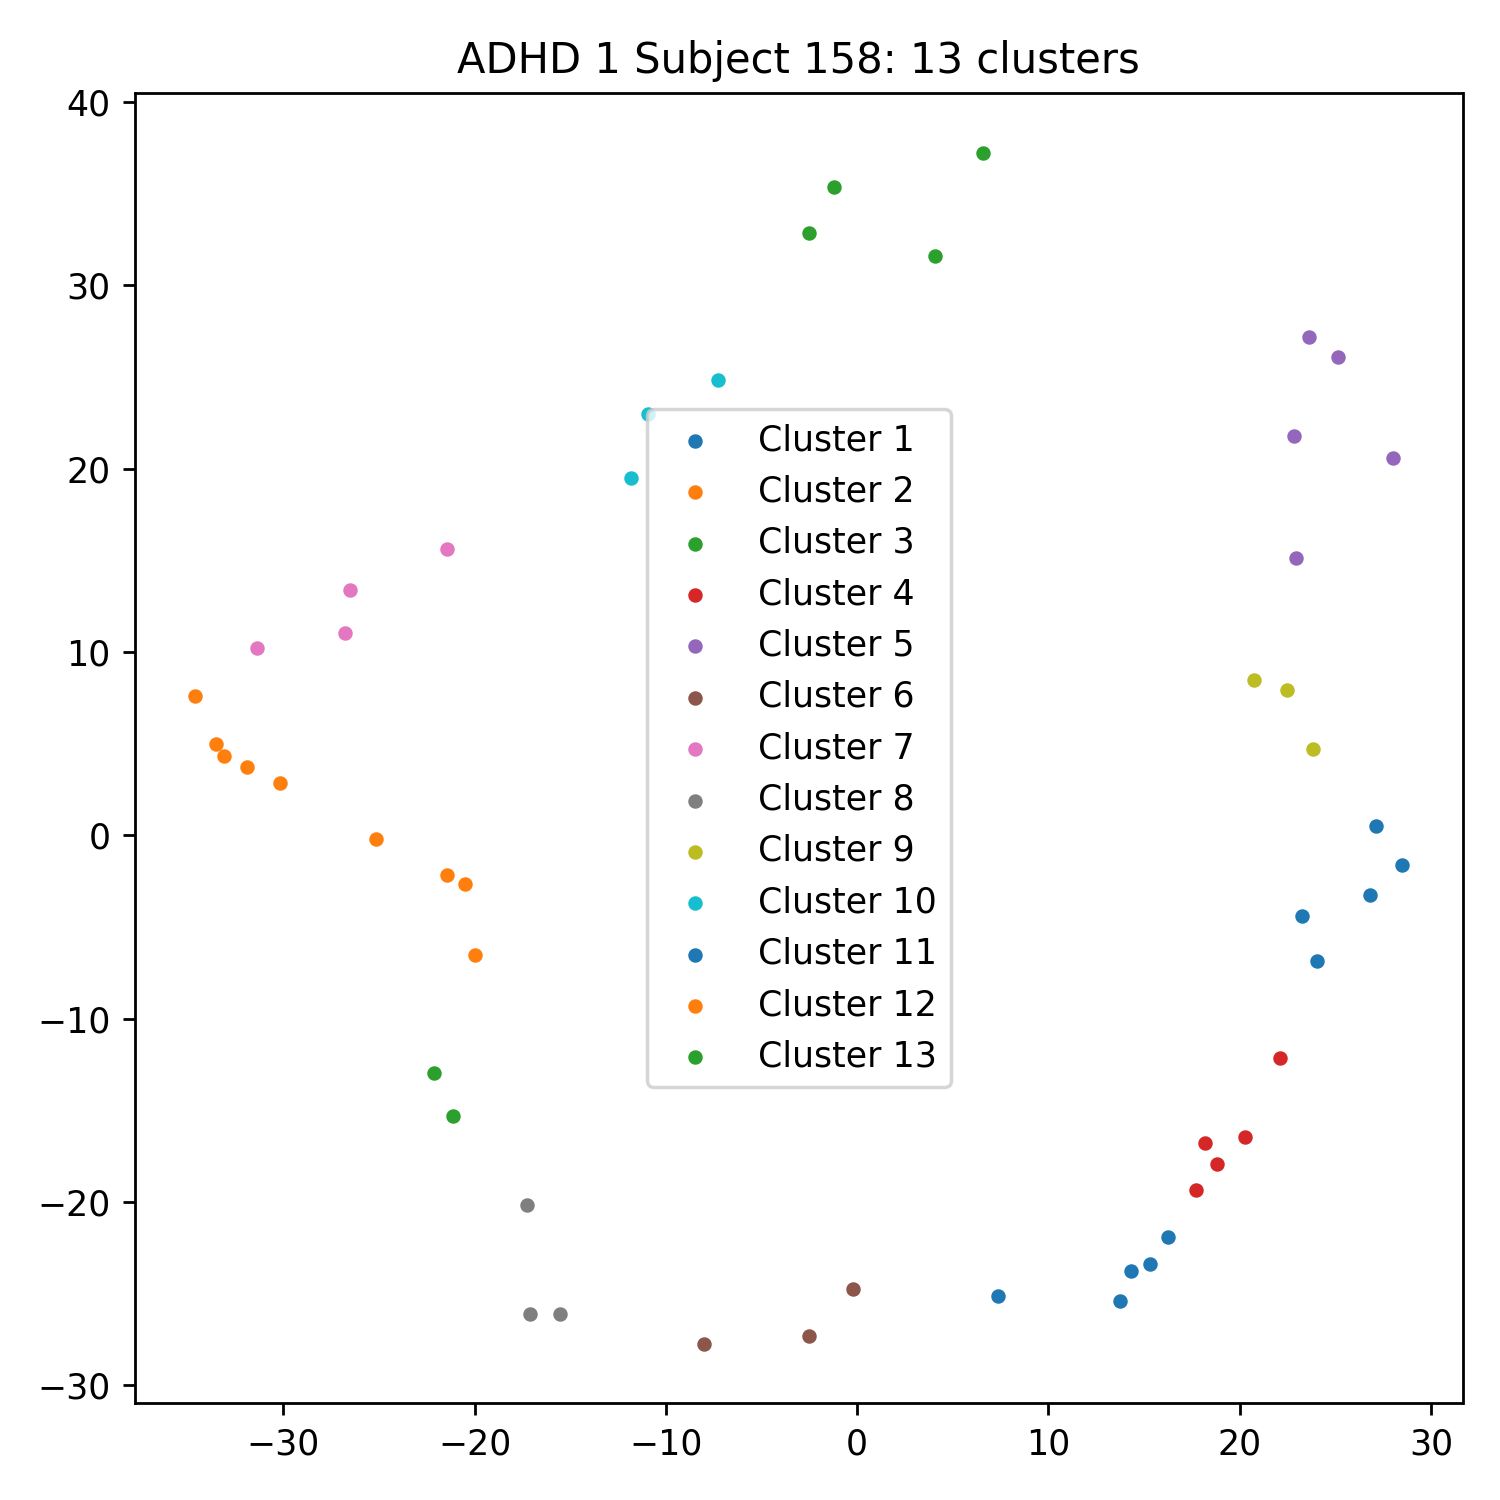 ADHD 1 Subject 158: 13 clusters
40
30
20
10
0
−10
−20
−30
Cluster 1
Cluster 2
Cluster 3
Cluster 4
Cluster 5
Cluster 6
Cluster 7
Cluster 8
Cluster 9
Cluster 10
Cluster 11
Cluster 12
Cluster 13
−30 −20 −10 0 10 20 30